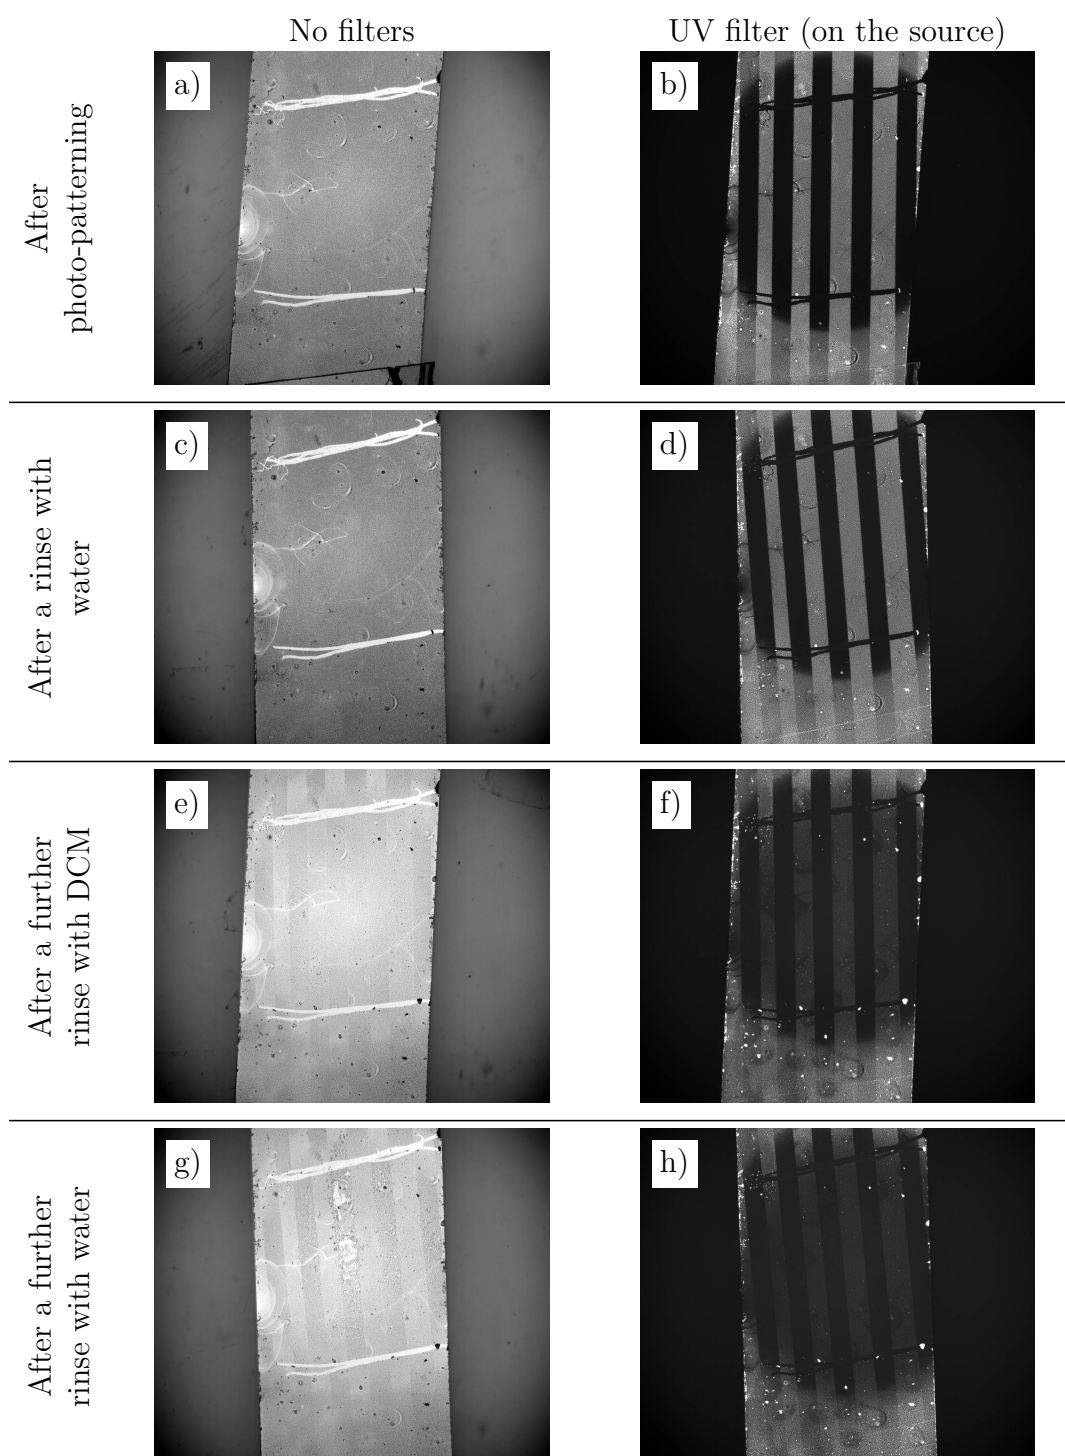 No filters
UV filter (on the source)
After
photo-patterning
a)
b)
After a rinse with
water
c)
d)
After a further
rinse with DCM
e)
f)
After a further
rinse with water
g)
h)